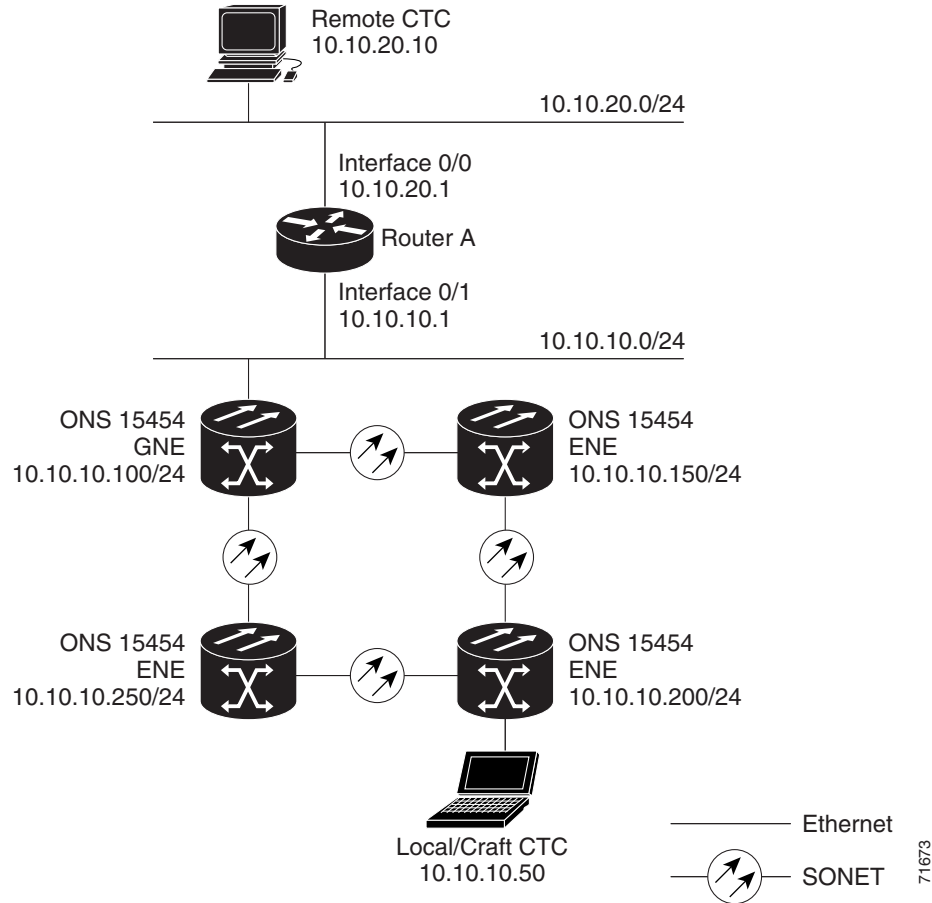 Remote CTC
10.10.20.10
10.10.20.0/24
Interface 0/0
10.10.20.1
Router A
Interface 0/1
10.10.10.1
10.10.10.0/24
ONS 15454
GNE
10.10.10.100/24
ONS 15454
ENE
10.10.10.150/24
ONS 15454
ENE
10.10.10.250/24
ONS 15454
ENE
10.10.10.200/24
Local/Craft CTC
10.10.10.50
Ethernet
SONET
71673